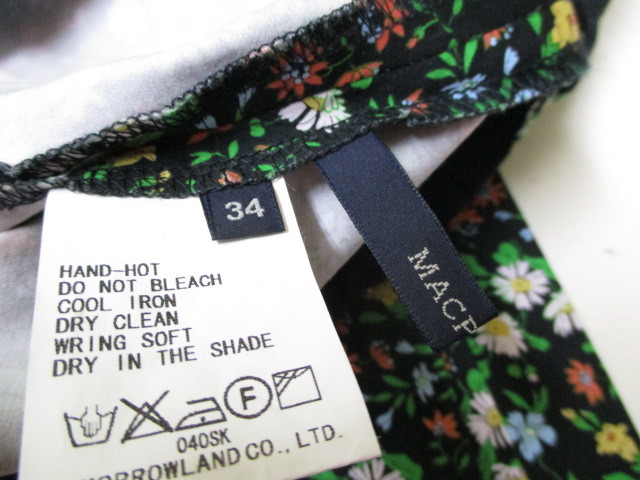 34
MACP
HAND-HOT
DO NOT BLEACH
COOL IRON
DRY CLEAN
WRING SOFT
DRY IN THE SHADE
F
040SK
CO., LTD.